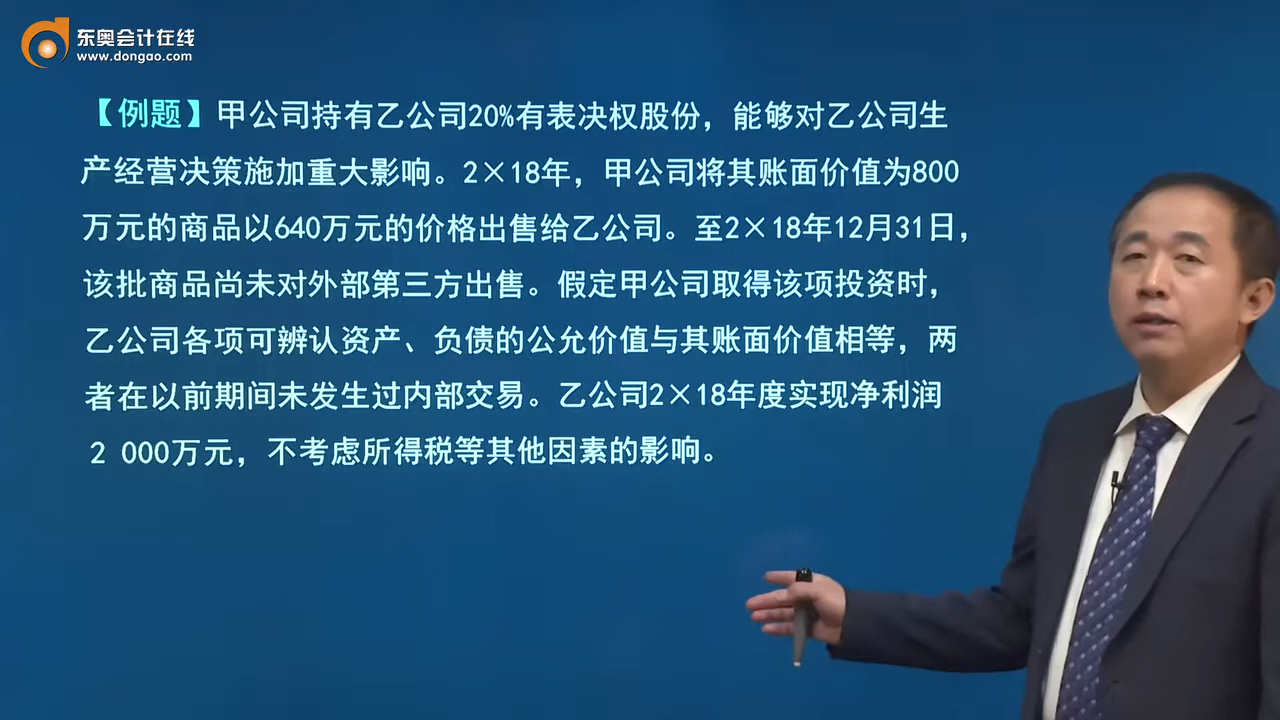 东奥会计在线
www.dongao.com
【例题】甲公司持有乙公司20%有表决权股份，能够对乙公司生
产经营决策施加重大影响。2×18年，甲公司将其账面价值为800
万元的商品以640万元的价格出售给乙公司。至2×18年12月31日，
该批商品尚未对外部第三方出售。假定甲公司取得该项投资时，
乙公司各项可辨认资产、负债的公允价值与其账面价值相等，两
者在以前期间未发生过内部交易。乙公司2×18年度实现净利润
2 000万元，不考虑所得税等其他因素的影响。